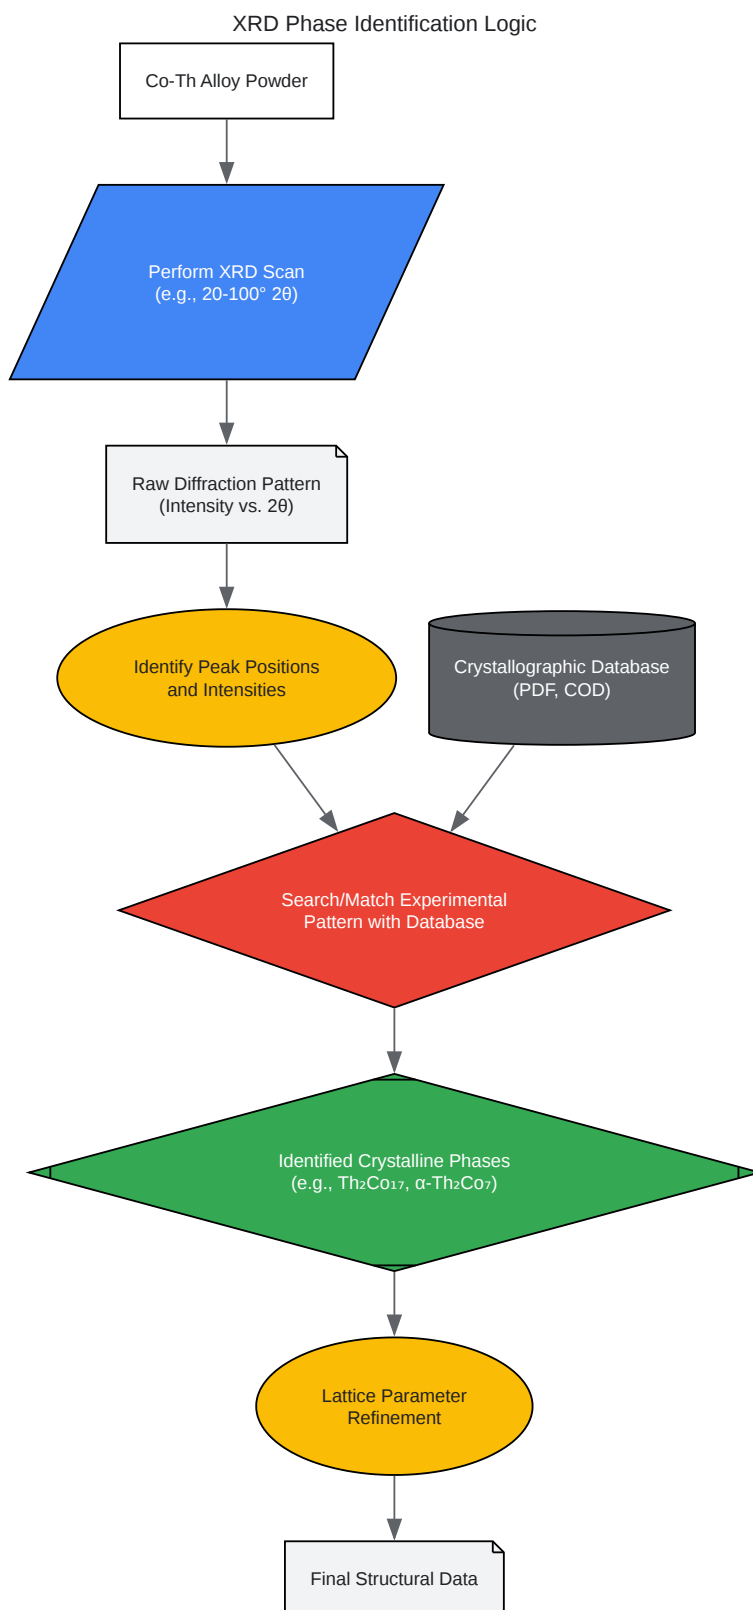 XRD Phase Identification Logic
Co-Th Alloy Powder
Perform XRD Scan
(e.g., 20-100° 2θ)
Raw Diffraction Pattern
(Intensity vs. 2θ)
Identify Peak Positions
and Intensities
Crystallographic Database
(PDF, COD)
Search/Match Experimental
Pattern with Database
Identified Crystalline Phases
(e.g., Th₂Co₁₇, α-Th₂Co₇)
Lattice Parameter
Refinement
Final Structural Data